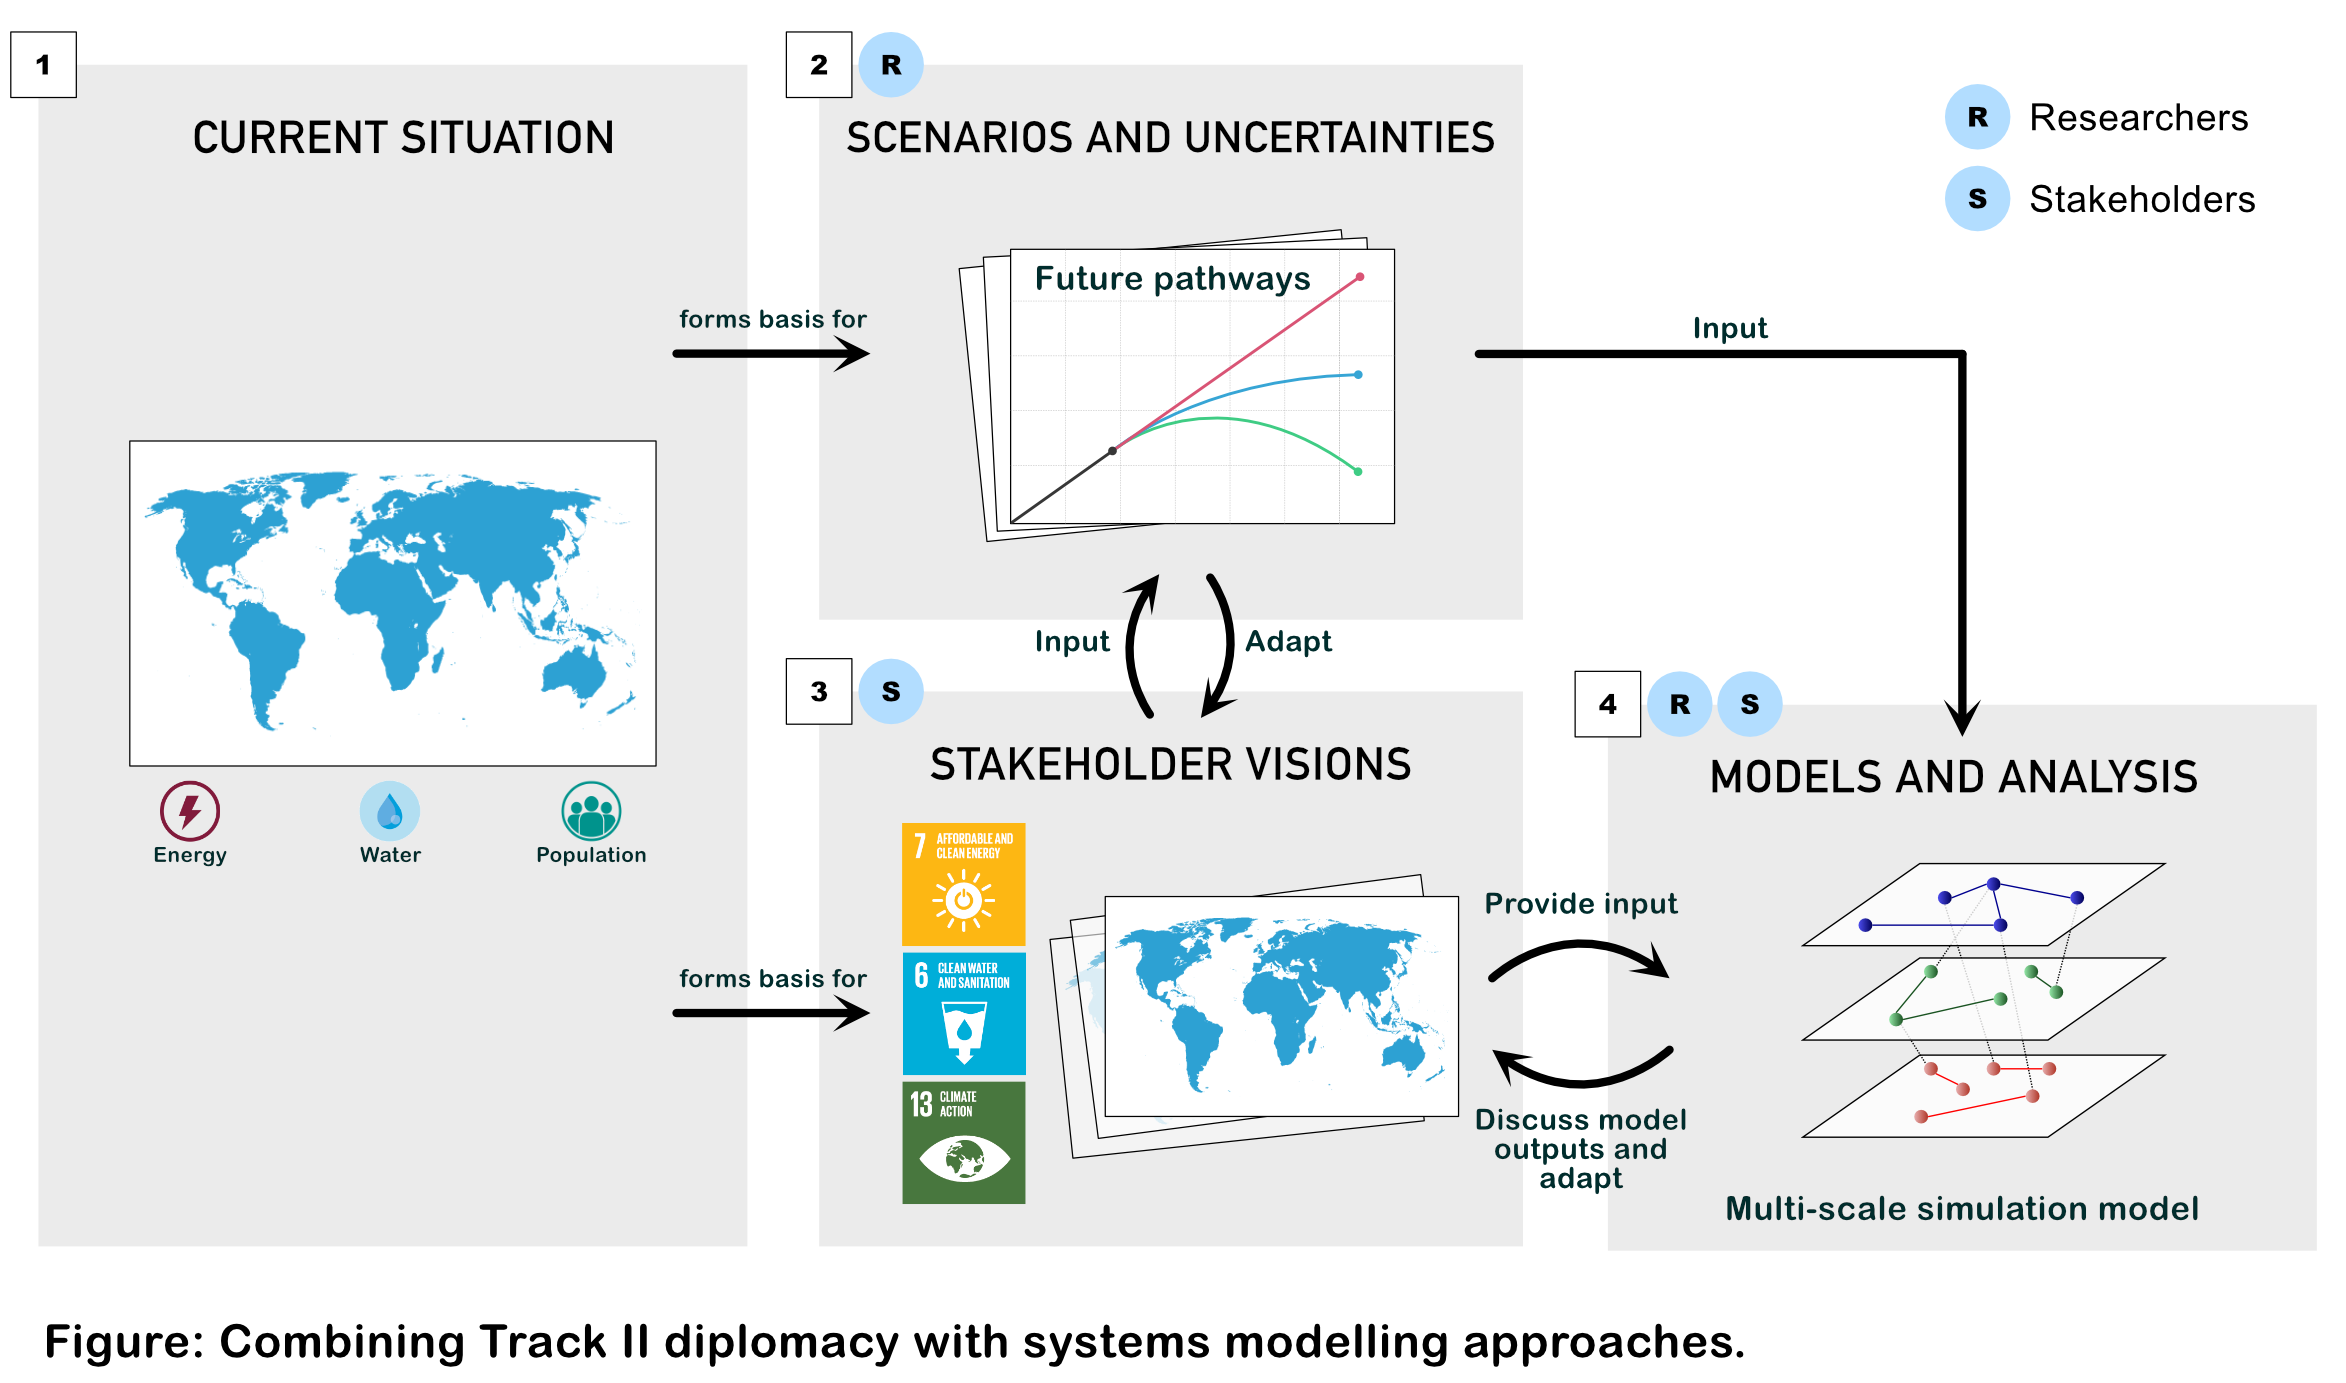 1
CURRENT SITUATION
Energy
Water
Population
forms basis for
forms basis for
2
R
SCENARIOS AND UNCERTAINTIES
Future pathways
Input
Adapt
3
S
STAKEHOLDER VISIONS
7 AFFORDABLE AND
CLEAN ENERGY
6 CLEAN WATER
AND SANITATION
13 CLIMATE
ACTION
Input
Provide input
Discuss model
outputs and
adapt
R Researchers
S Stakeholders
4
R
S
MODELS AND ANALYSIS
Multi-scale simulation model
Figure: Combining Track II diplomacy with systems modelling approaches.